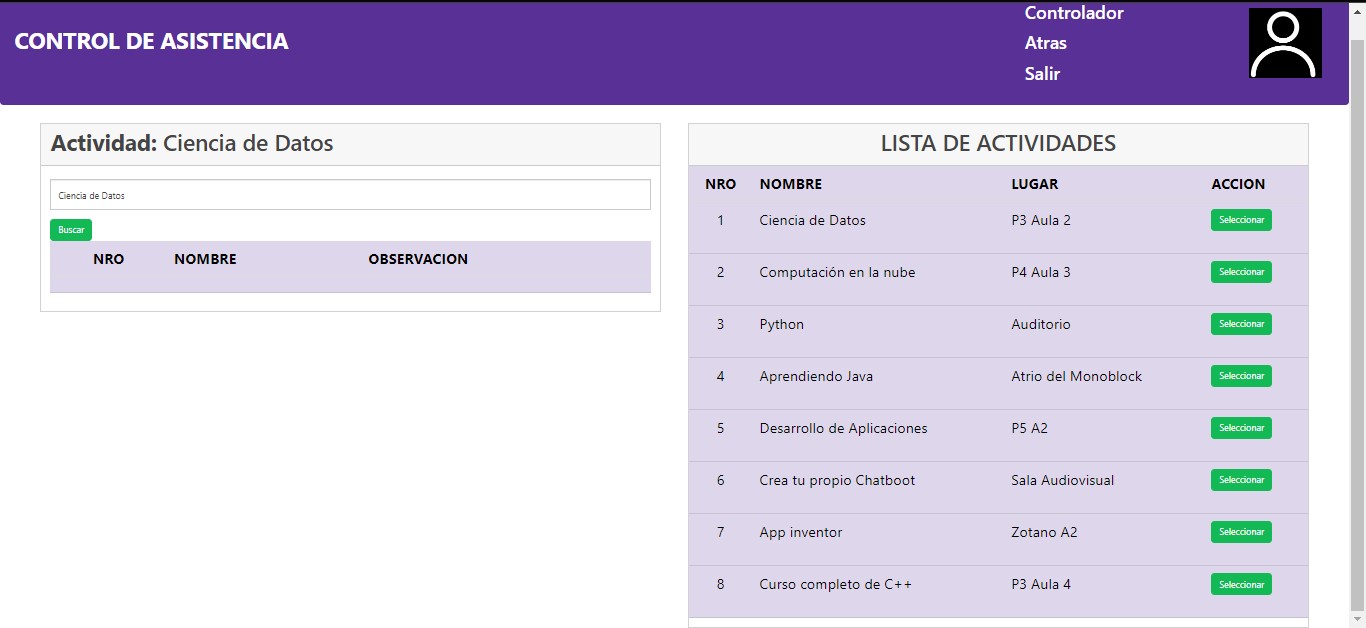 CONTROL DE ASISTENCIA
Controlador
Atras
Salir
Actividad: Ciencia de Datos
Ciencia de Datos
Buscar
NRO NOMBRE OBSERVACION
LISTA DE ACTIVIDADES
NRO NOMBRE LUGAR ACCION
1 Ciencia de Datos P3 Aula 2 Seleccionar
2 Computación en la nube P4 Aula 3 Seleccionar
3 Python Auditorio Seleccionar
4 Aprendiendo Java Atrio del Monoblock Seleccionar
5 Desarrollo de Aplicaciones P5 A2 Seleccionar
6 Crea tu propio Chatboot Sala Audiovisual Seleccionar
7 App inventor Zotano A2 Seleccionar
8 Curso completo de C++ P3 Aula 4 Seleccionar